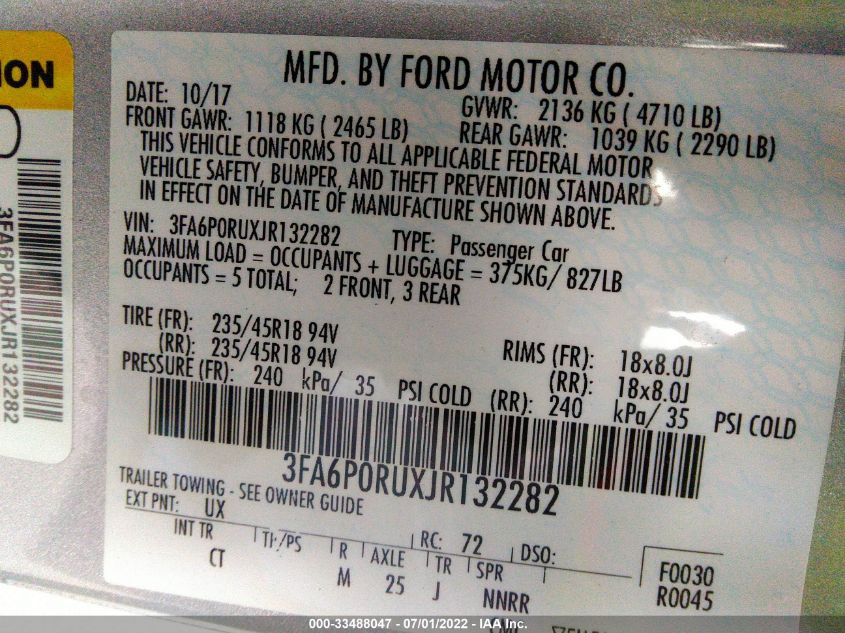 ION
3FA6P0RUXJR132282
MFD. BY FORD MOTOR CO.
DATE: 10/17
GVWR: 2136 KG ( 4710 LB)
FRONT GAWR: 1118 KG ( 2465 LB)
REAR GAWR: 1039 KG ( 2290 LB)
THIS VEHICLE CONFORMS TO ALL APPLICABLE FEDERAL MOTOR
VEHICLE SAFETY, BUMPER, AND THEFT PREVENTION STANDARDS
IN EFFECT ON THE DATE OF MANUFACTURE SHOWN ABOVE.
VIN: 3FA6P0RUXJR132282 TYPE: Passenger Car
MAXIMUM LOAD = OCCUPANTS + LUGGAGE = 375KG/ 827LB
OCCUPANTS = 5 TOTAL; 2 FRONT, 3 REAR
TIRE (FR): 235/45R18 94V RIMS (FR): 18x8.0J
(RR): 235/45R18 94V (RR): 18x8.0J
PRESSURE (FR): 240 kPa/ 35 PSI COLD (RR): 240 kPa/ 35 PSI COLD
3FA6P0RUXJR132282
TRAILER TOWING - SEE OWNER GUIDE
EXT PNT: UX RC: 72 DSO: F0030
INT TR TP/PS R AXLE TR SPR R0045
CT M 25 J NNRR
000-33488047 - 07/01/2022 - IAA Inc.